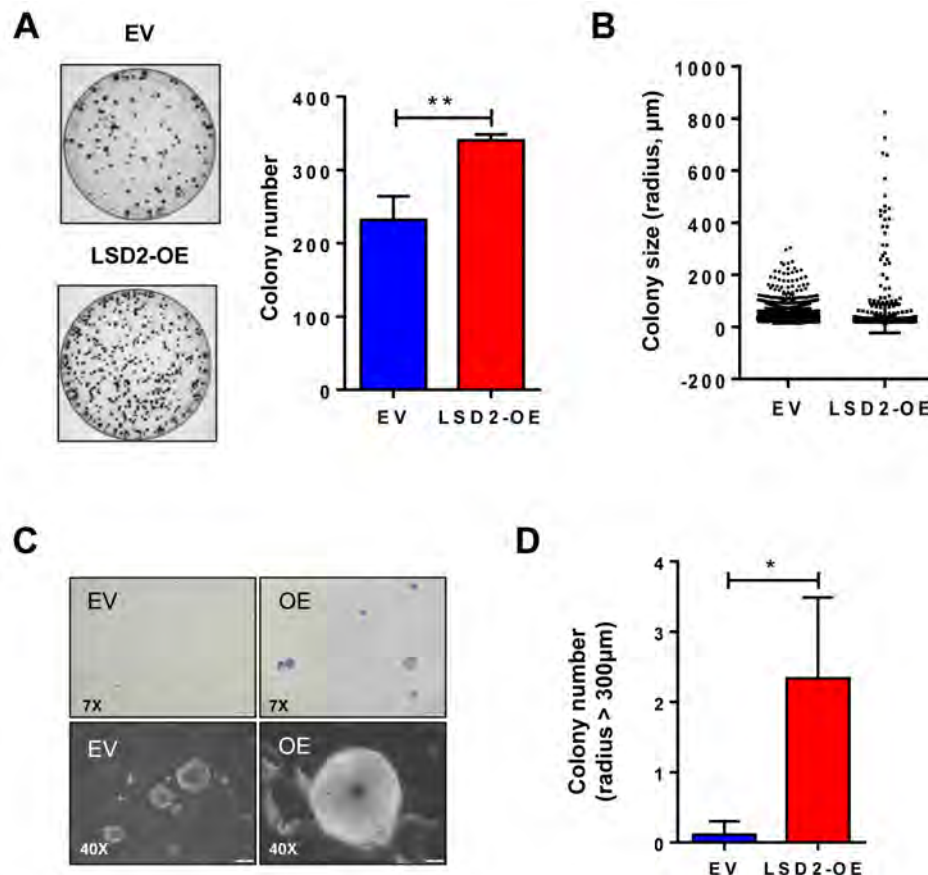 A
EV
LSD2-OE
Colony number
400
300
200
100
0
**
EV
LSD2-OE
B
Colony size (radius, μm)
1000
800
600
400
200
0
-200
EV
LSD2-OE
C
EV
OE
7X
7X
EV
OE
40X
40X
D
Colony number
(radius > 300μm)
4
3
2
1
0
*
EV
LSD2-OE